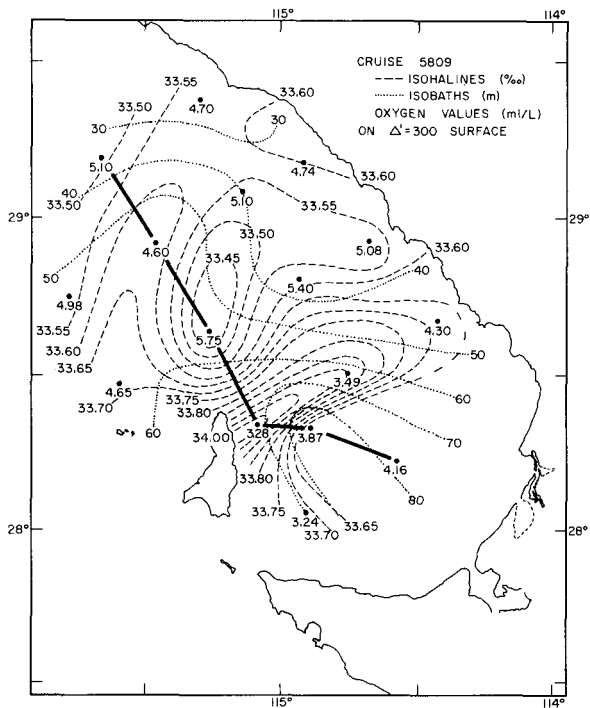 115° 114°
CRUISE 5809
--- ISOHALINES (‰)
........ ISOBATHS (m)
OXYGEN VALUES (ml/L)
ON Δ'=300 SURFACE
33.55 33.60
33.50 4.70
30 30
5.10 4.74 33.60
40 5.10 33.55
33.50
29° 29°
33.50 33.60
4.60 5.08
33.45 40
50 5.40
4.98
33.55 5.75 4.30
33.60 50
33.65
3.49
4.65 33.75 60
33.70 33.80
60 34.00 3.28 3.87 70
4.16
33.80
33.75 80
3.24 33.65
28° 33.70 28°
115° 114°